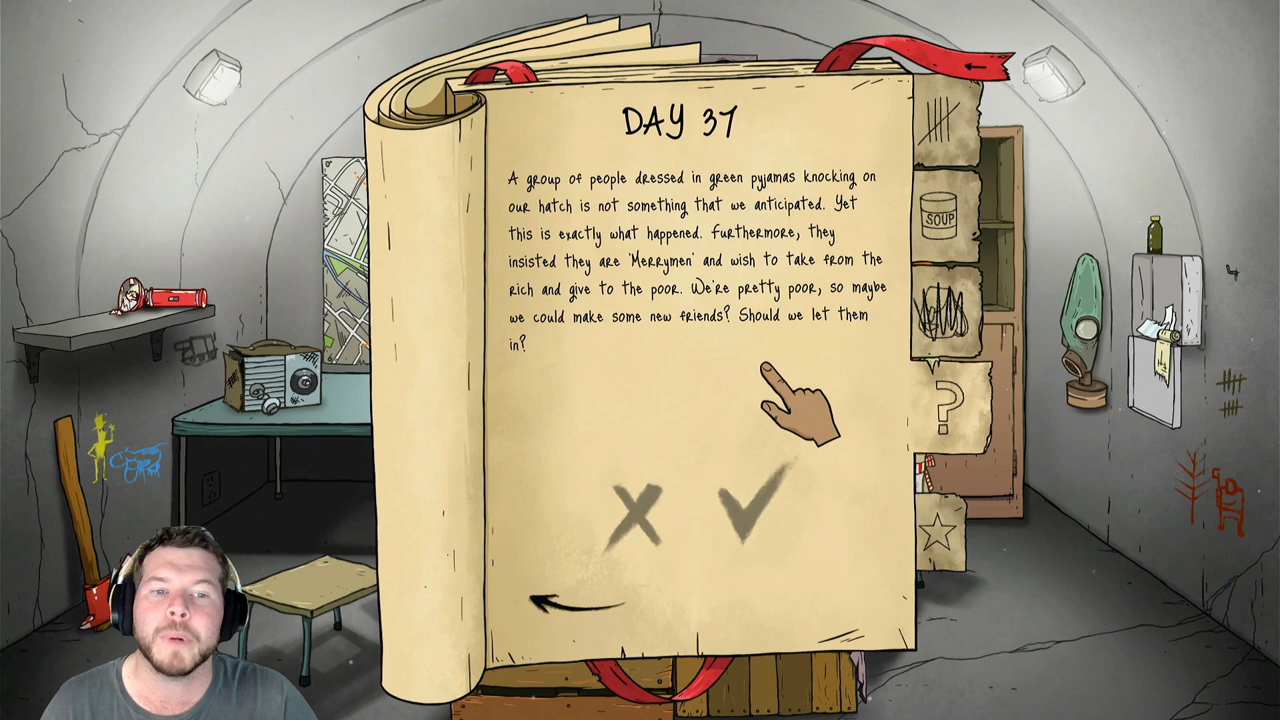 DAY 37
A group of people dressed in green pyjamas knocking on
our hatch is not something that we anticipated. Yet
this is exactly what happened. Furthermore, they
insisted they are 'Merrymen' and wish to take from the
rich and give to the poor. We're pretty poor, so maybe
we could make some new friends? Should we let them
in?
SOUP
?